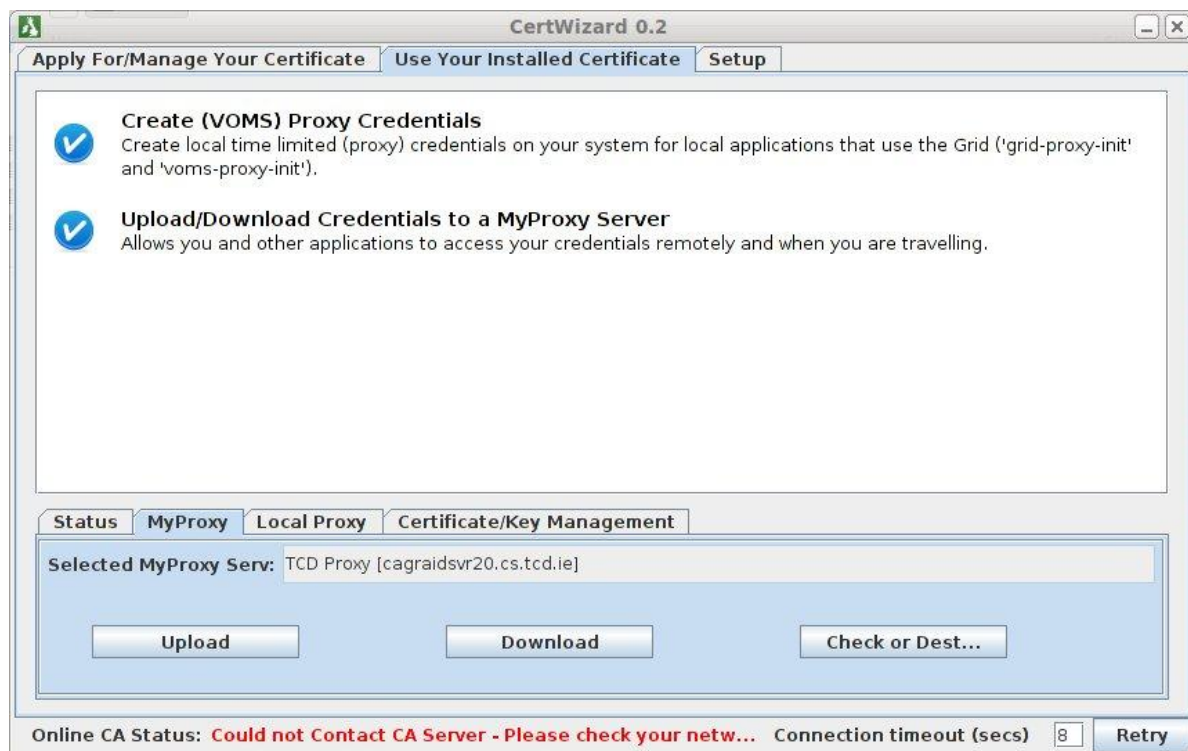 CertWizard 0.2
Apply For/Manage Your Certificate Use Your Installed Certificate Setup
Create (VOMS) Proxy Credentials
Create local time limited (proxy) credentials on your system for local applications that use the Grid ('grid-proxy-init'
and 'voms-proxy-init').
Upload/Download Credentials to a MyProxy Server
Allows you and other applications to access your credentials remotely and when you are travelling.
Status MyProxy Local Proxy Certificate/Key Management
Selected MyProxy Serv: TCD Proxy [cagraidsvr20.cs.tcd.ie]
Upload Download Check or Dest...
Online CA Status: Could not Contact CA Server - Please check your netw... Connection timeout (secs) 8 Retry